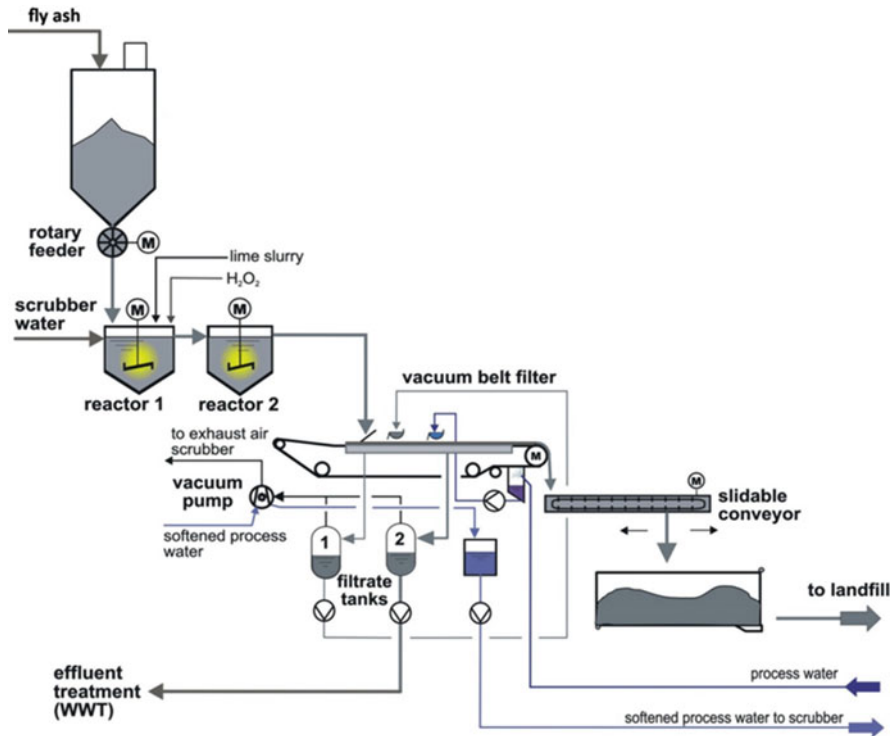 fly ash
rotary
feeder
M
lime slurry
H₂O₂
scrubber
water
M
M
reactor 1
reactor 2
vacuum belt filter
to exhaust air
scrubber
M
vacuum
pump
M
slidable
conveyor
softened process
water
1
2
filtrate
tanks
to landfill
effluent
treatment
(WWT)
process water
softened process water to scrubber